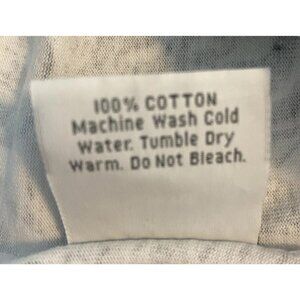 100% COTTON
Machine Wash Cold
Water. Tumble Dry
Warm. Do Not Bleach.